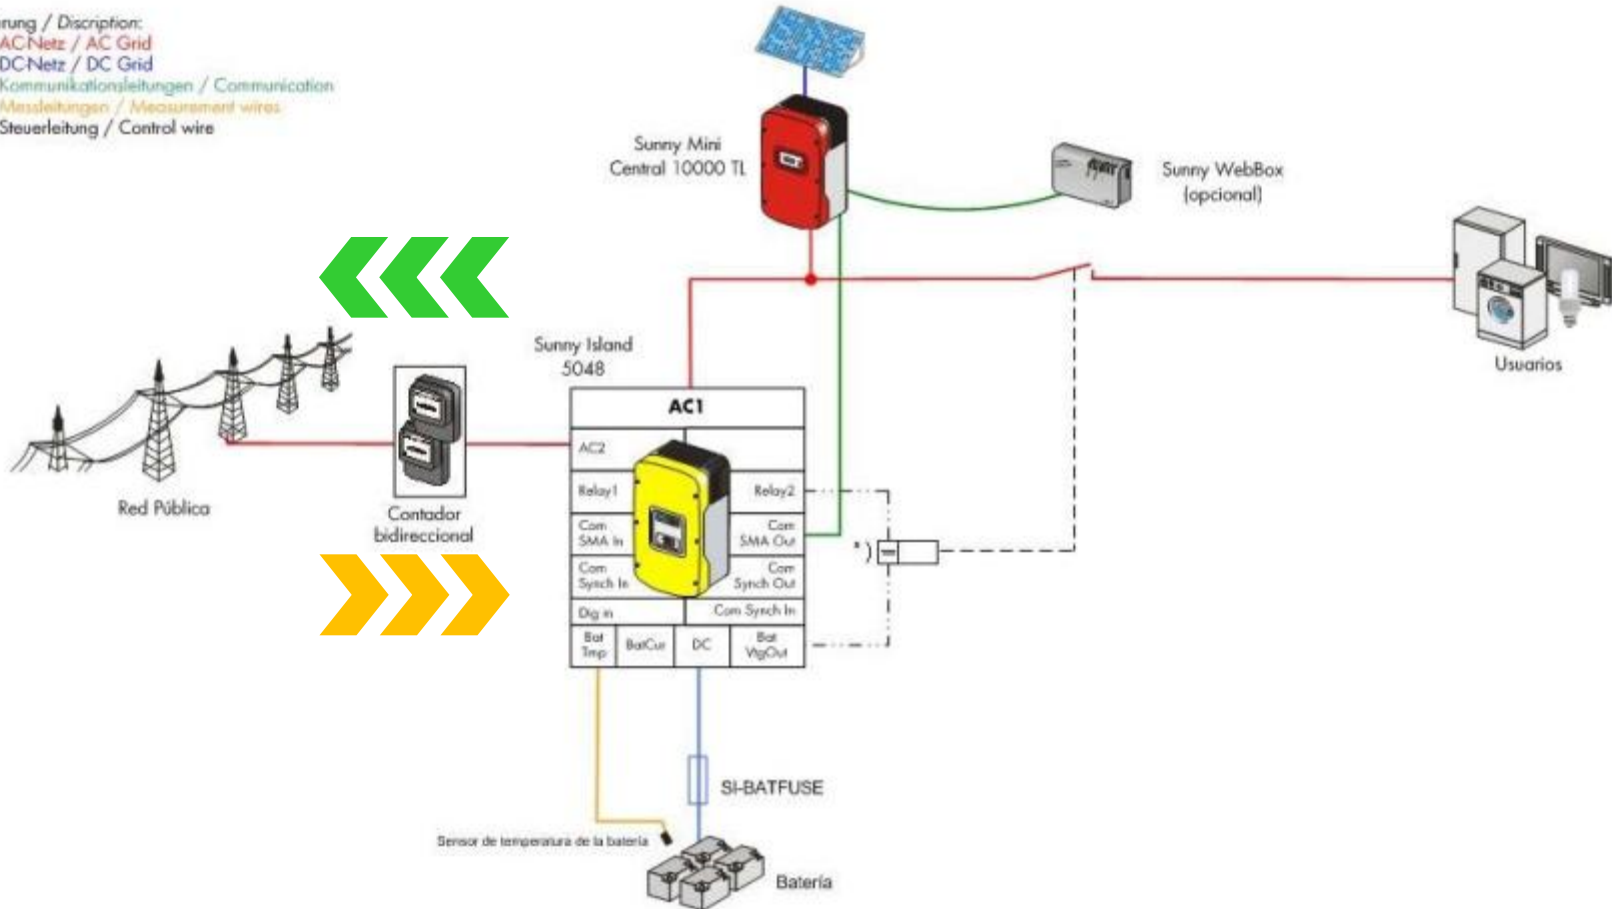 rung / Discription:
AC-Netz / AC Grid
DC-Netz / DC Grid
Kommunikationsleitungen / Communication
Messleitungen / Measurement wires
Steuerleitung / Control wire
Sunny Mini
Central 10000 TL
Sunny WebBox
(opcional)
Usuarios
Sunny Island
5048
Red Pública
Contador
bidireccional
AC1
AC2
Relay1
Relay2
Com
SMA In
Com
SMA Out
Com
Synch In
Com
Synch Out
Dig in
Com Synch In
Bat
Tmp
BatCur
DC
Bat
VtgOut
SI-BATFUSE
Sensor de temperatura de la batería
Batería